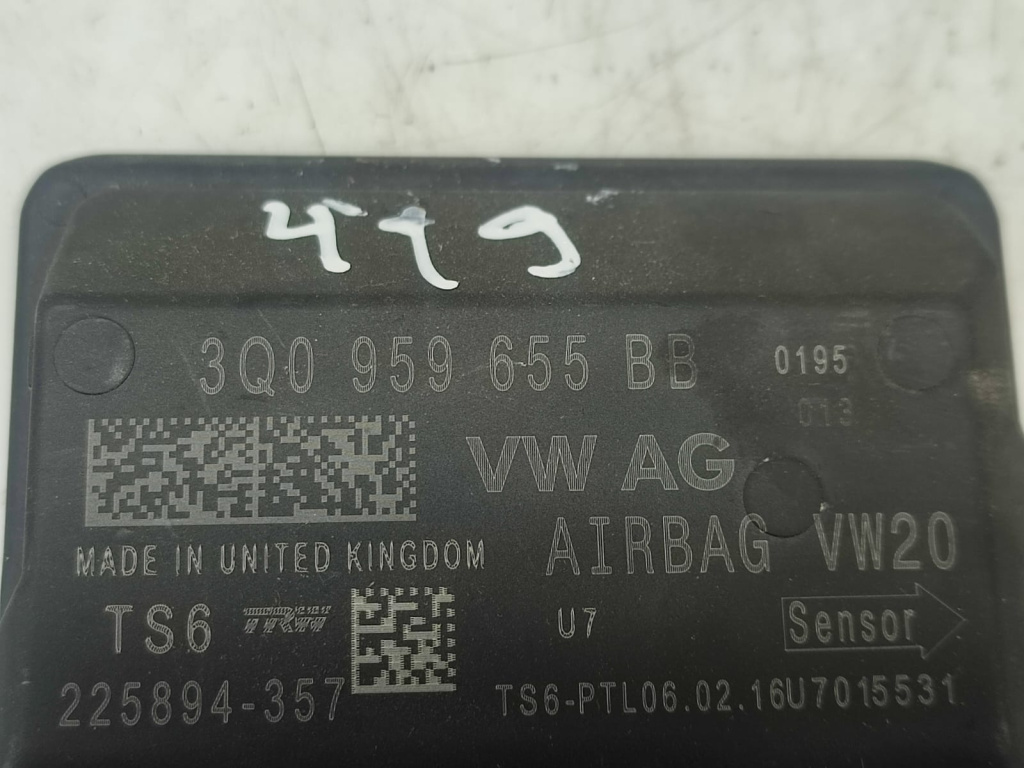 479
3Q0 959 655 BB 0195
013
VW AG
AIRBAG VW20
MADE IN UNITED KINGDOM
TS6 TRW U7 Sensor
225894-357 TS6-PTL06.02.16U7015531